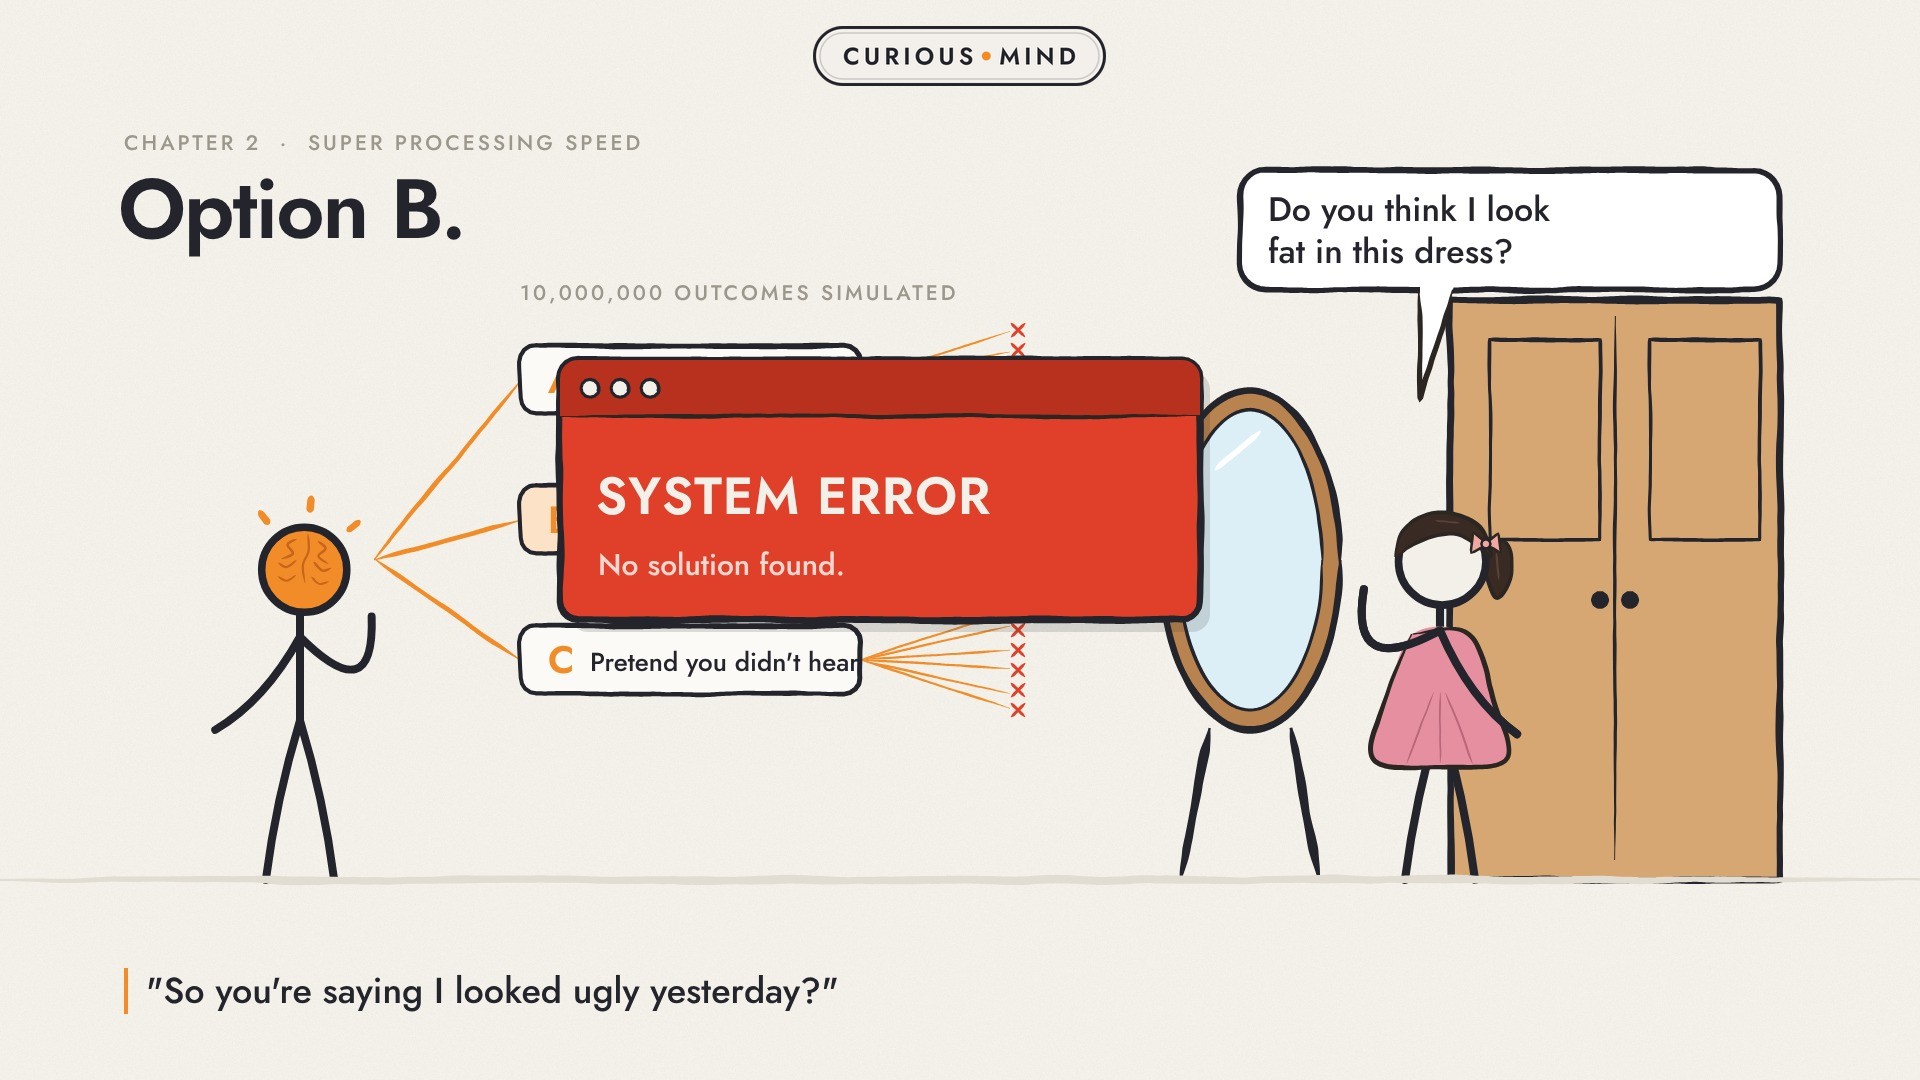 CURIOUS•MIND
CHAPTER 2 · SUPER PROCESSING SPEED
Option B.
Do you think I look
fat in this dress?
10,000,000 OUTCOMES SIMULATED
SYSTEM ERROR
No solution found.
C Pretend you didn't hear
"So you're saying I looked ugly yesterday?"